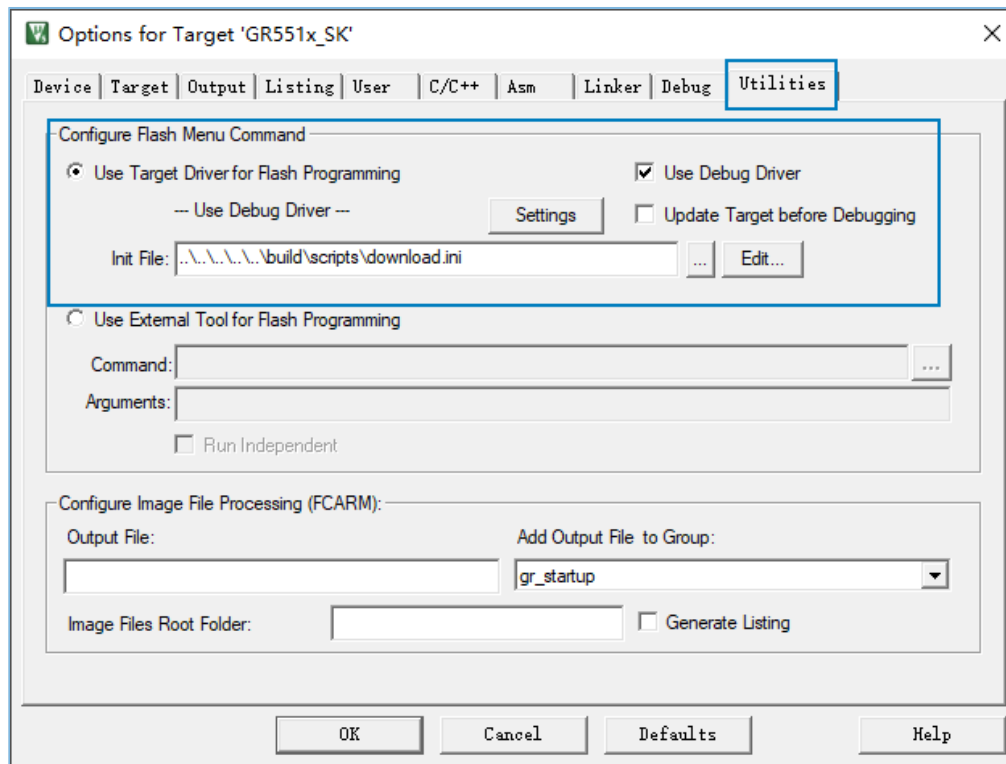 Options for Target 'GR551x_SK'
Device Target Output Listing User C/C++ Asm Linker Debug Utilities
Configure Flash Menu Command
Use Target Driver for Flash Programming Use Debug Driver
--- Use Debug Driver --- Settings Update Target before Debugging
Init File: ..\..\..\..\..\build\scripts\download.ini ... Edit...
Use External Tool for Flash Programming
Command: ...
Arguments:
Run Independent
Configure Image File Processing (FCARM):
Output File: Add Output File to Group:
gr_startup
Image Files Root Folder: Generate Listing
OK Cancel Defaults Help